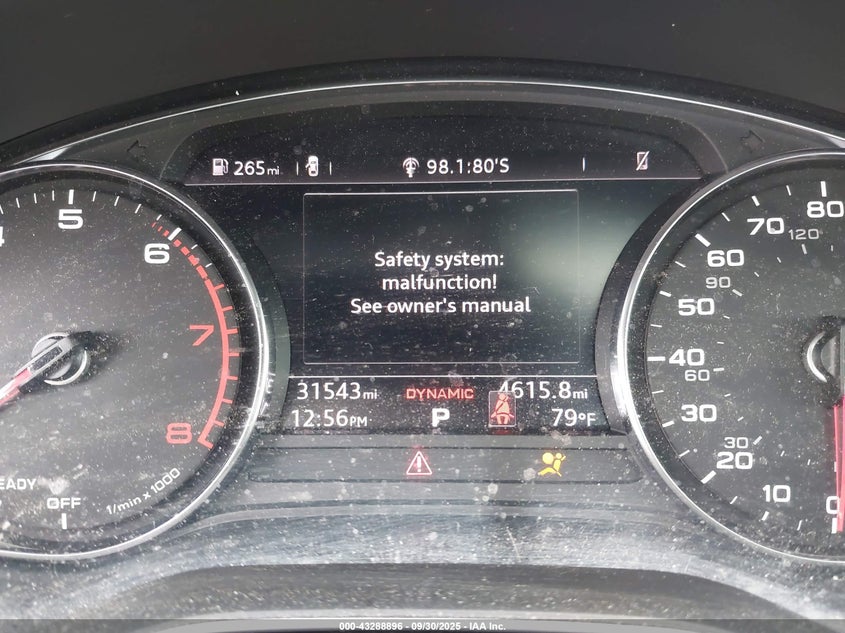 265mi
98.1:80'S
Safety system:
malfunction!
See owner's manual
31543mi
DYNAMIC
4615.8mi
12:56PM
P
79°F
5
6
7
8
1/min x 1000
EADY
OFF
80
70
120
60
90
50
40
60
30
30
20
10
0
000-43288896 - 09/30/2025 - IAA Inc.